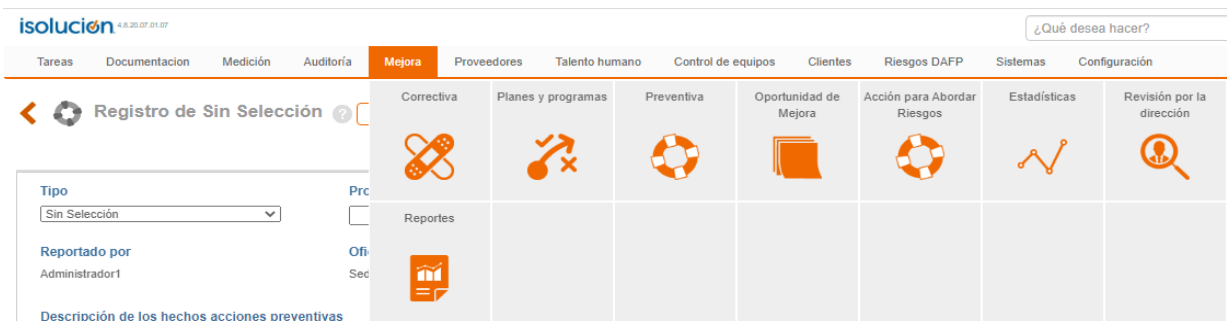 isolución 4.8.20.07.01.07
¿Qué desea hacer?
Tareas Documentacion Medición Auditoría Mejora Proveedores Talento humano Control de equipos Clientes Riesgos DAFP Sistemas Configuración
Registro de Sin Selección ?
Correctiva
Planes y programas
Preventiva
Oportunidad de
Mejora
Acción para Abordar
Riesgos
Estadísticas
Revisión por la
dirección
Reportes
Tipo
Pro
Sin Selección
Reportado por
Ofi
Administrador1
Sed
Descripción de los hechos acciones preventivas